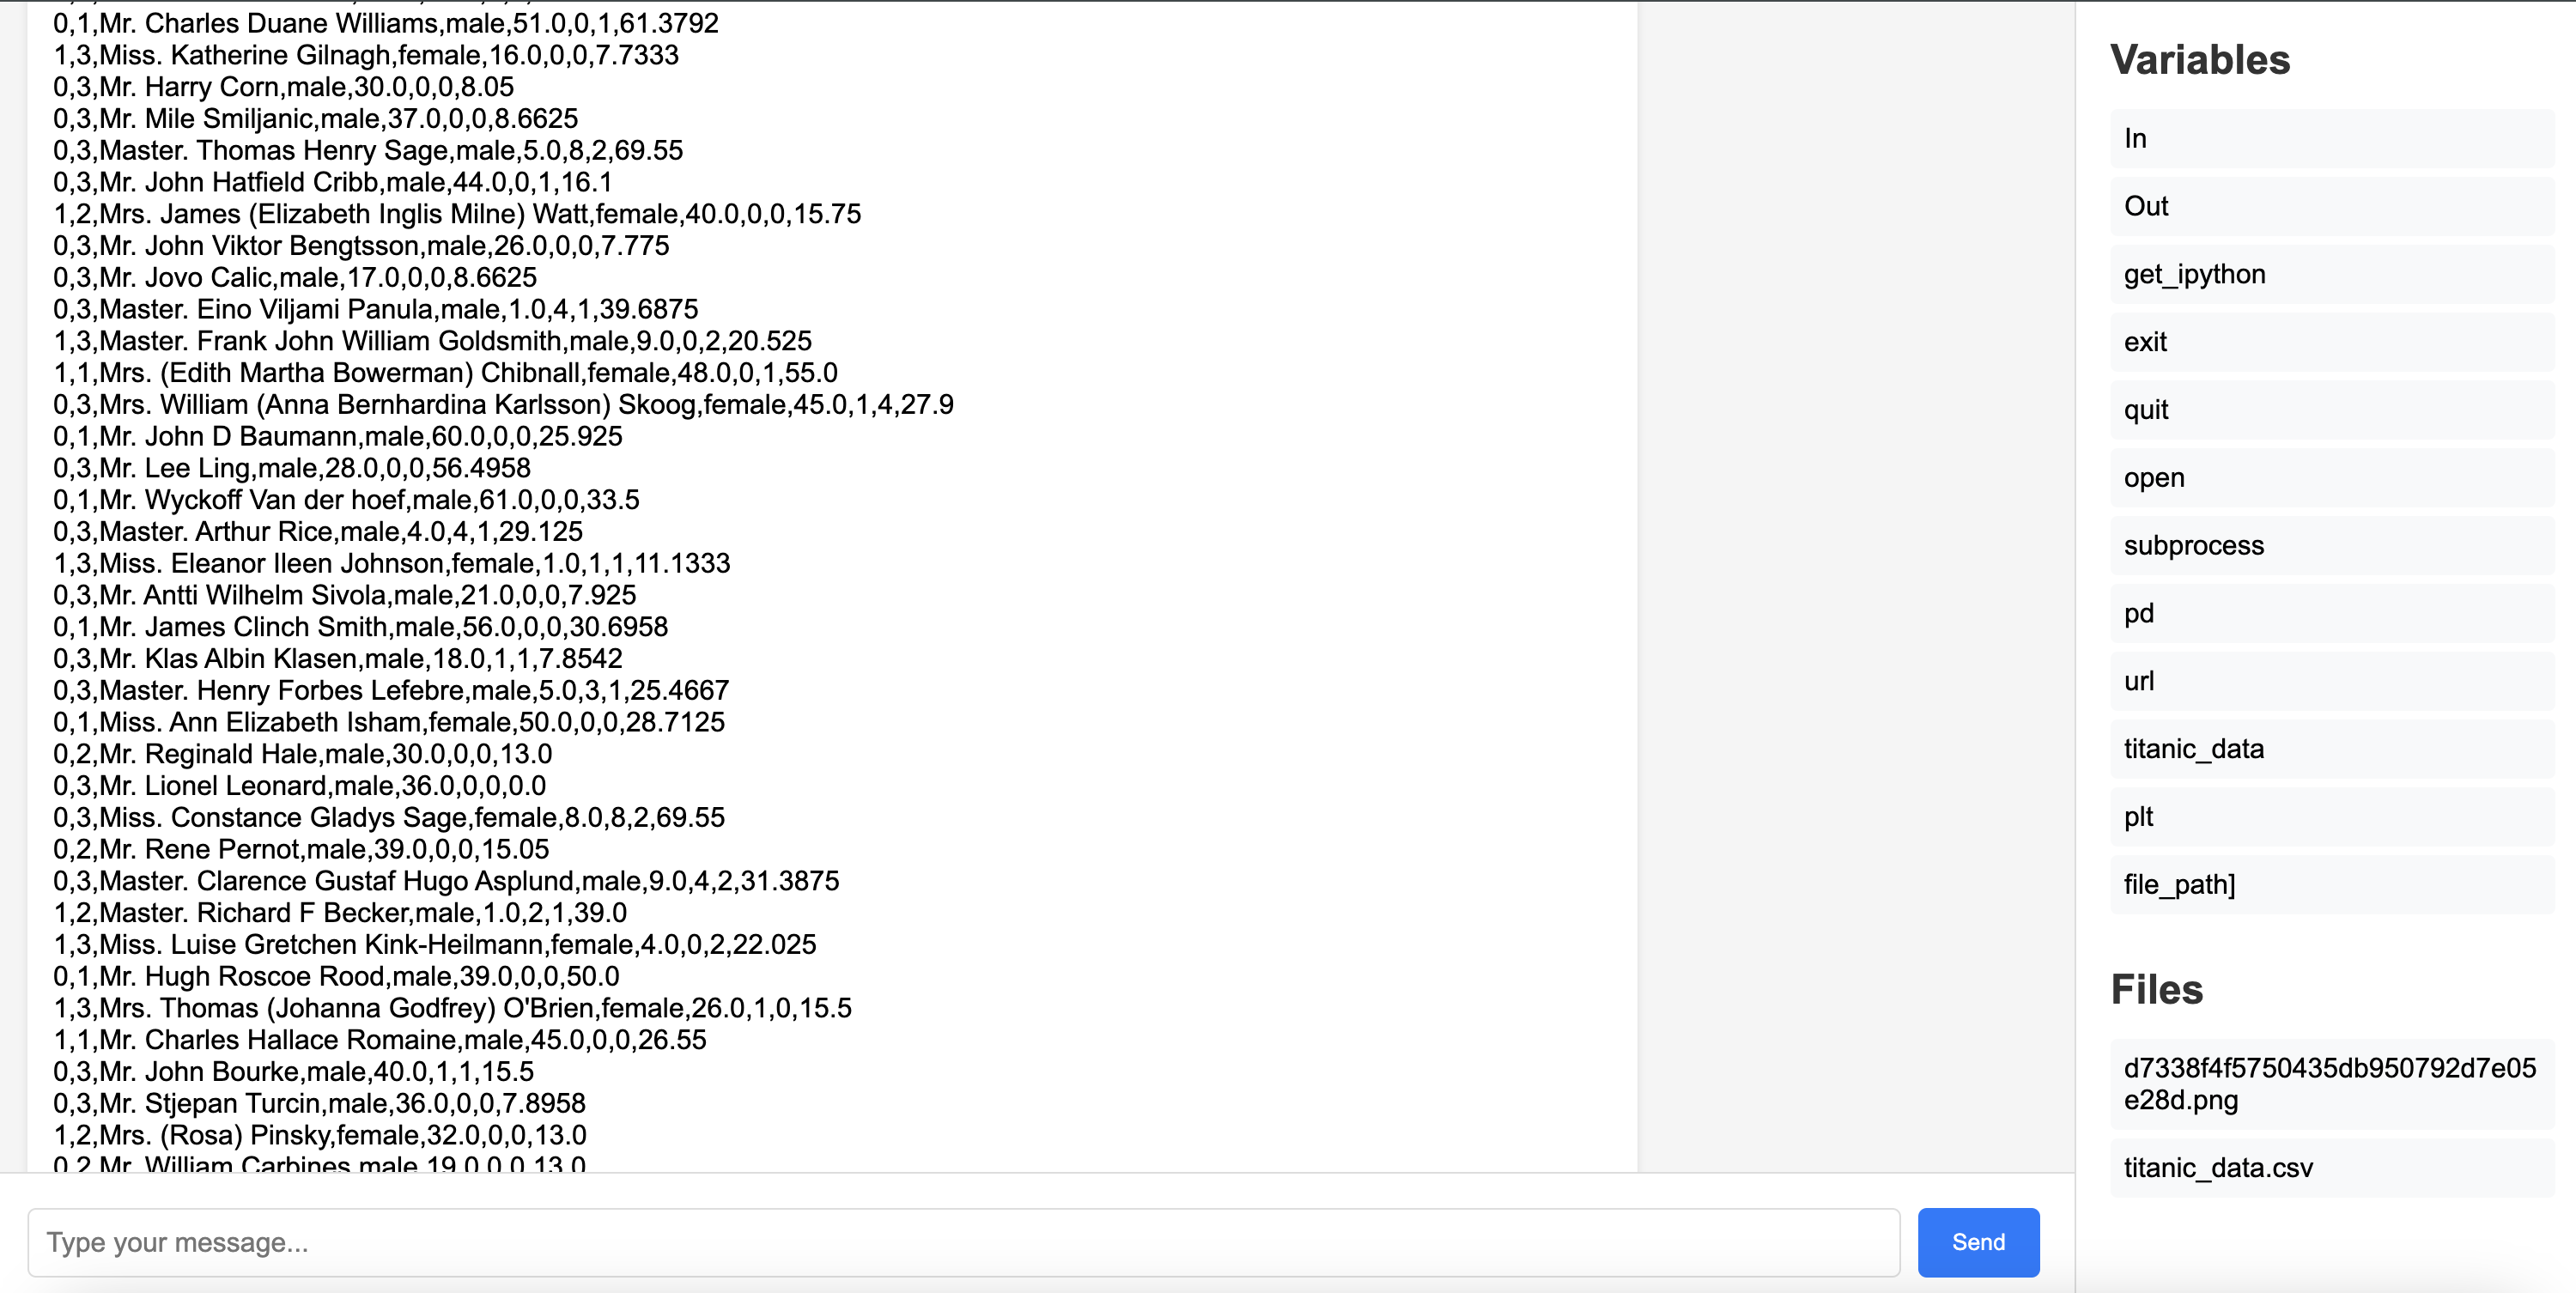 0,1,Mr. Charles Duane Williams,male,51.0,0,1,61.3792
1,3,Miss. Katherine Gilnagh,female,16.0,0,0,7.7333
0,3,Mr. Harry Corn,male,30.0,0,0,8.05
0,3,Mr. Mile Smiljanic,male,37.0,0,0,8.6625
0,3,Master. Thomas Henry Sage,male,5.0,8,2,69.55
0,3,Mr. John Hatfield Cribb,male,44.0,0,1,16.1
1,2,Mrs. James (Elizabeth Inglis Milne) Watt,female,40.0,0,0,15.75
0,3,Mr. John Viktor Bengtsson,male,26.0,0,0,7.775
0,3,Mr. Jovo Calic,male,17.0,0,0,8.6625
0,3,Master. Eino Viljami Panula,male,1.0,4,1,39.6875
1,3,Master. Frank John William Goldsmith,male,9.0,0,2,20.525
1,1,Mrs. (Edith Martha Bowerman) Chibnall,female,48.0,0,1,55.0
0,3,Mrs. William (Anna Bernhardina Karlsson) Skoog,female,45.0,1,4,27.9
0,1,Mr. John D Baumann,male,60.0,0,0,25.925
0,3,Mr. Lee Ling,male,28.0,0,0,56.4958
0,1,Mr. Wyckoff Van der hoef,male,61.0,0,0,33.5
0,3,Master. Arthur Rice,male,4.0,4,1,29.125
1,3,Miss. Eleanor Ileen Johnson,female,1.0,1,1,11.1333
0,3,Mr. Antti Wilhelm Sivola,male,21.0,0,0,7.925
0,1,Mr. James Clinch Smith,male,56.0,0,0,30.6958
0,3,Mr. Klas Albin Klasen,male,18.0,1,1,7.8542
0,3,Master. Henry Forbes Lefebre,male,5.0,3,1,25.4667
0,1,Miss. Ann Elizabeth Isham,female,50.0,0,0,28.7125
0,2,Mr. Reginald Hale,male,30.0,0,0,13.0
0,3,Mr. Lionel Leonard,male,36.0,0,0,0.0
0,3,Miss. Constance Gladys Sage,female,8.0,8,2,69.55
0,2,Mr. Rene Pernot,male,39.0,0,0,15.05
0,3,Master. Clarence Gustaf Hugo Asplund,male,9.0,4,2,31.3875
1,2,Master. Richard F Becker,male,1.0,2,1,39.0
1,3,Miss. Luise Gretchen Kink-Heilmann,female,4.0,0,2,22.025
0,1,Mr. Hugh Roscoe Rood,male,39.0,0,0,50.0
1,3,Mrs. Thomas (Johanna Godfrey) O'Brien,female,26.0,1,0,15.5
1,1,Mr. Charles Hallace Romaine,male,45.0,0,0,26.55
0,3,Mr. John Bourke,male,40.0,1,1,15.5
0,3,Mr. Stjepan Turcin,male,36.0,0,0,7.8958
1,2,Mrs. (Rosa) Pinsky,female,32.0,0,0,13.0
0,2,Mr. William Carbines,male,19.0,0,0,13.0
Type your message...
Send
Variables
In
Out
get_ipython
exit
quit
open
subprocess
pd
url
titanic_data
plt
file_path]
Files
d7338f4f5750435db950792d7e05
e28d.png
titanic_data.csv